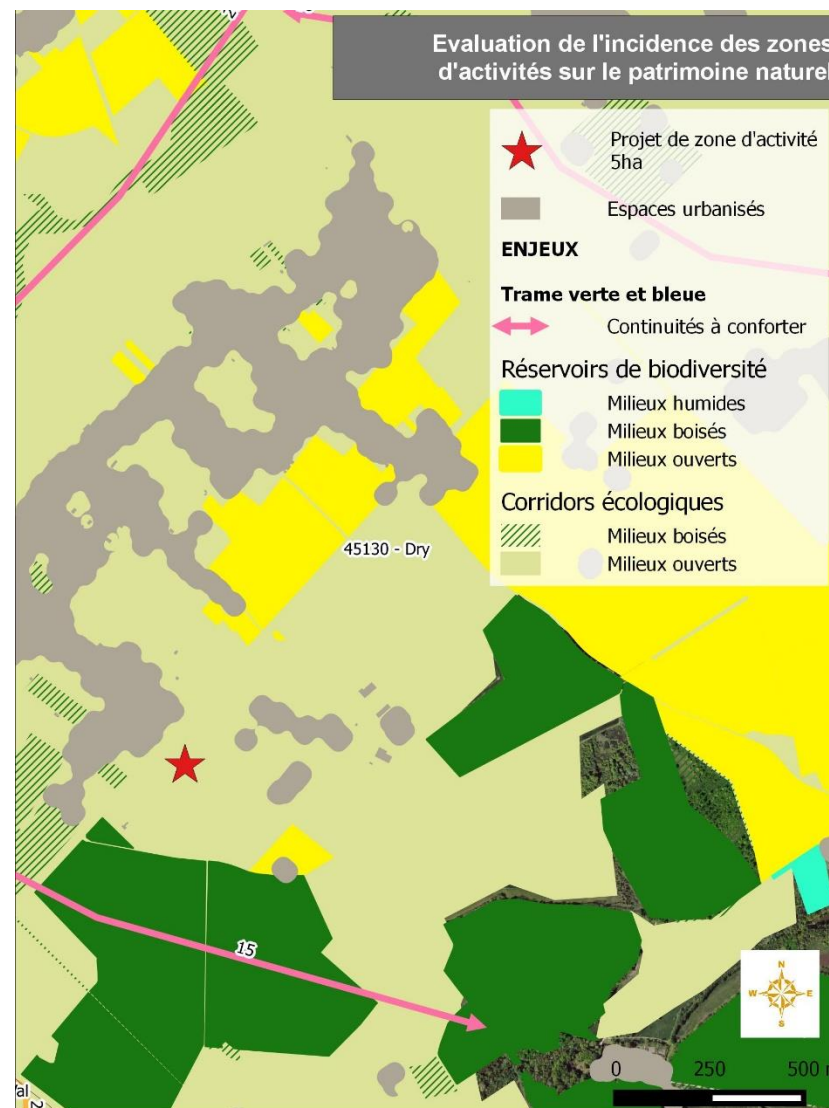 Evaluation de l'incidence des zones
d'activités sur le patrimoine naturel
Projet de zone d'activité
5ha
Espaces urbanisés
ENJEUX
Trame verte et bleue
Continuités à conforter
Réservoirs de biodiversité
Milieux humides
Milieux boisés
Milieux ouverts
Corridors écologiques
Milieux boisés
Milieux ouverts
45130 - Dry
15
N
W E
S
0 250 500